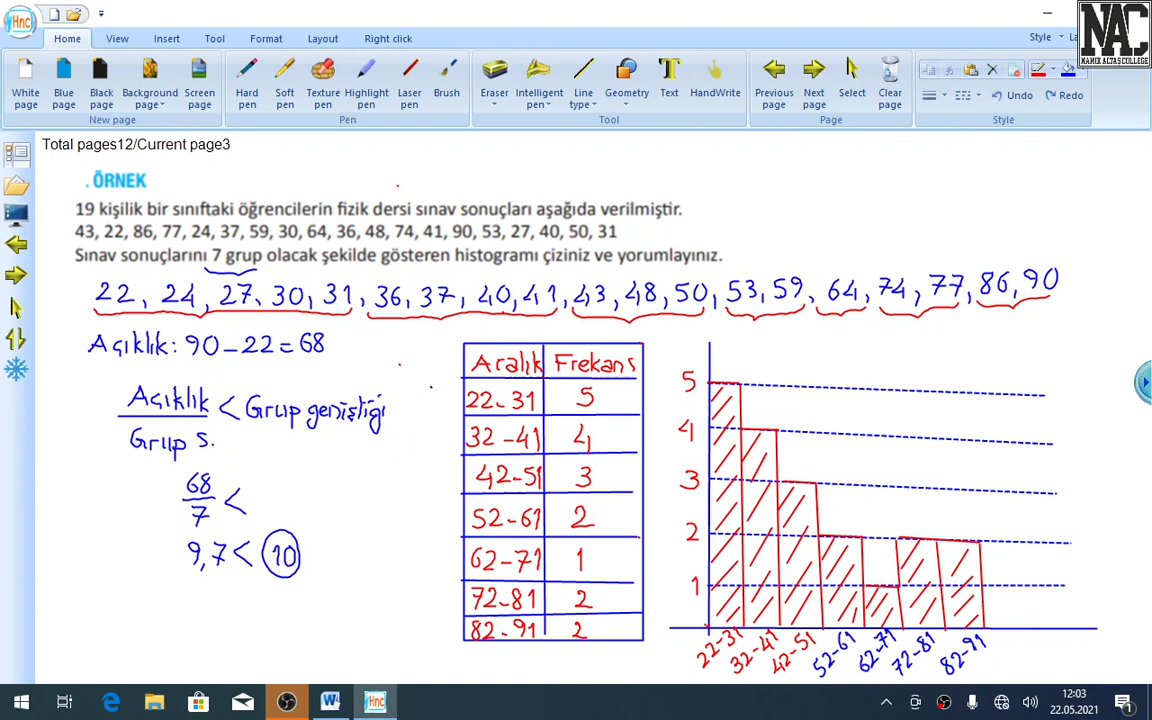 Hnc
NAC
NAMIK ALTAS COLLEGE
Home View Insert Tool Format Layout Right click
Style
White page
Blue page
Black page
Background page
Screen page
Hard pen
Soft pen
Texture pen
Highlight pen
Laser pen
Brush
Eraser
Intelligent pen
Line type
Geometry
Text
HandWrite
Previous page
Next page
Select
Clear page
Undo Redo
New page Pen Tool Page Style
Total pages12/Current page3
. ÖRNEK
19 kişilik bir sınıftaki öğrencilerin fizik dersi sınav sonuçları aşağıda verilmiştir.
43, 22, 86, 77, 24, 37, 59, 30, 64, 36, 48, 74, 41, 90, 53, 27, 40, 50, 31
Sınav sonuçlarını 7 grup olacak şekilde gösteren histogramı çiziniz ve yorumlayınız.
22, 24, 27, 30, 31, 36, 37, 40, 41, 43, 48, 50, 53, 59, 64, 74, 77, 86, 90
Açıklık: 90-22=68
Açıklık < Grup genişliği
Grup s.
68 <
7
9,7 < 10
Aralık Frekans
22-31 5
32-41 4
42-51 3
52-61 2
62-71 1
72-81 2
82-91 2
5
4
3
2
1
22-31 32-41 42-51 52-61 62-71 72-81 82-91
12:03
22.05.2021